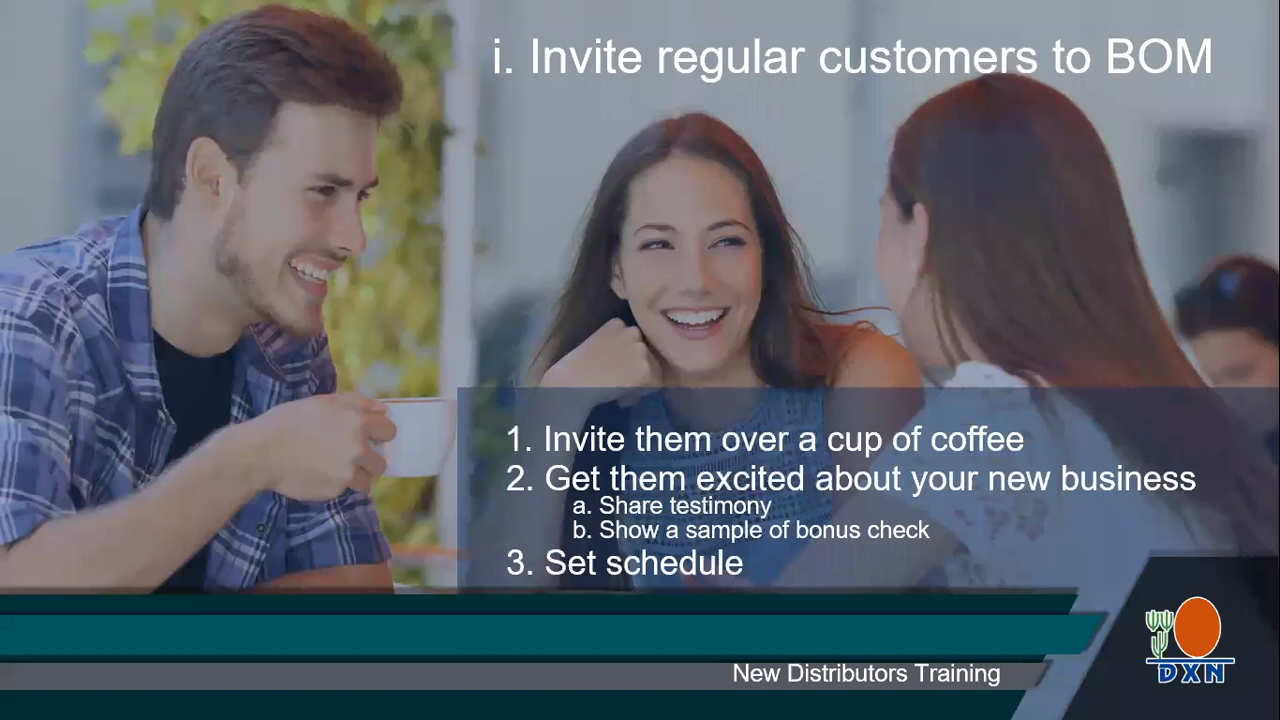 i. Invite regular customers to BOM
1. Invite them over a cup of coffee
2. Get them excited about your new business
a. Share testimony
b. Show a sample of bonus check
3. Set schedule
New Distributors Training
DXN